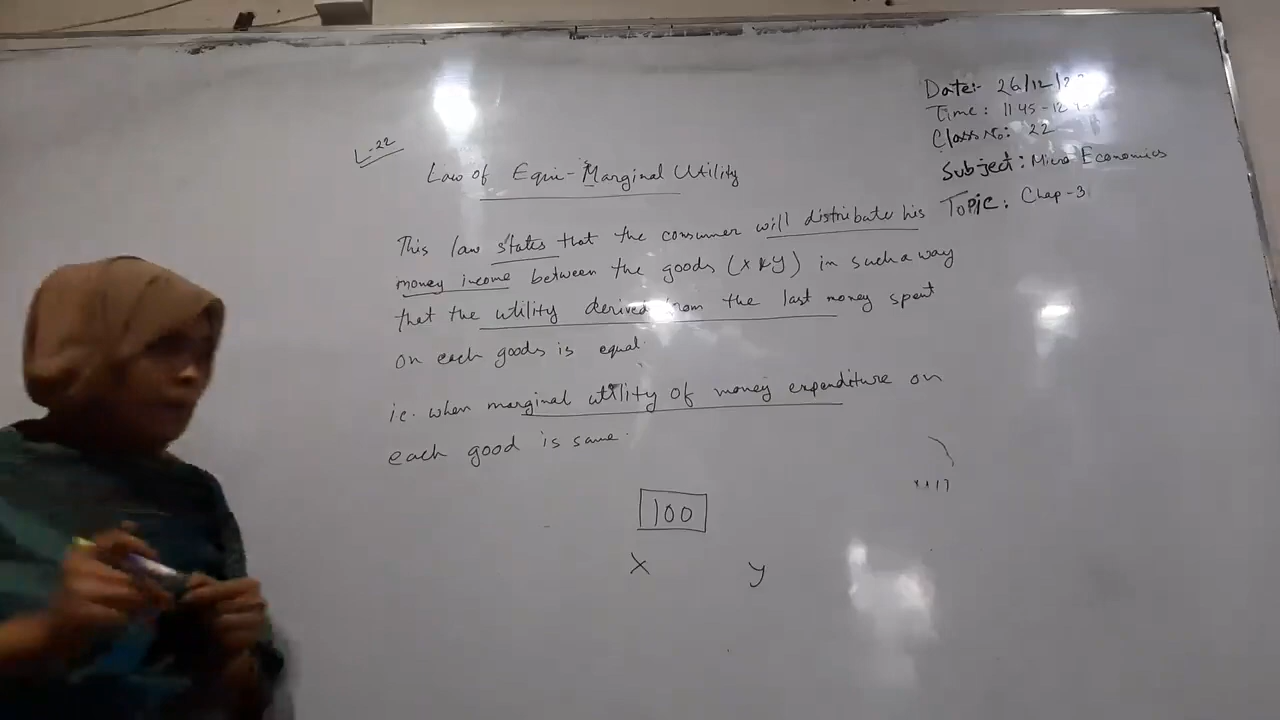 L-22
Law of Equi-Marginal Utility
This law states that the consumer will distribute his
money income between the goods (X & Y) in such a way
that the utility derived from the last money spent
on each goods is equal.
ie. when marginal utility of money expenditure on
each good is same.
100
X Y
Date:- 26/12/
Time: 11 45 -
Class No: 22
Subject: Micro Economics
Topic: Chap-3